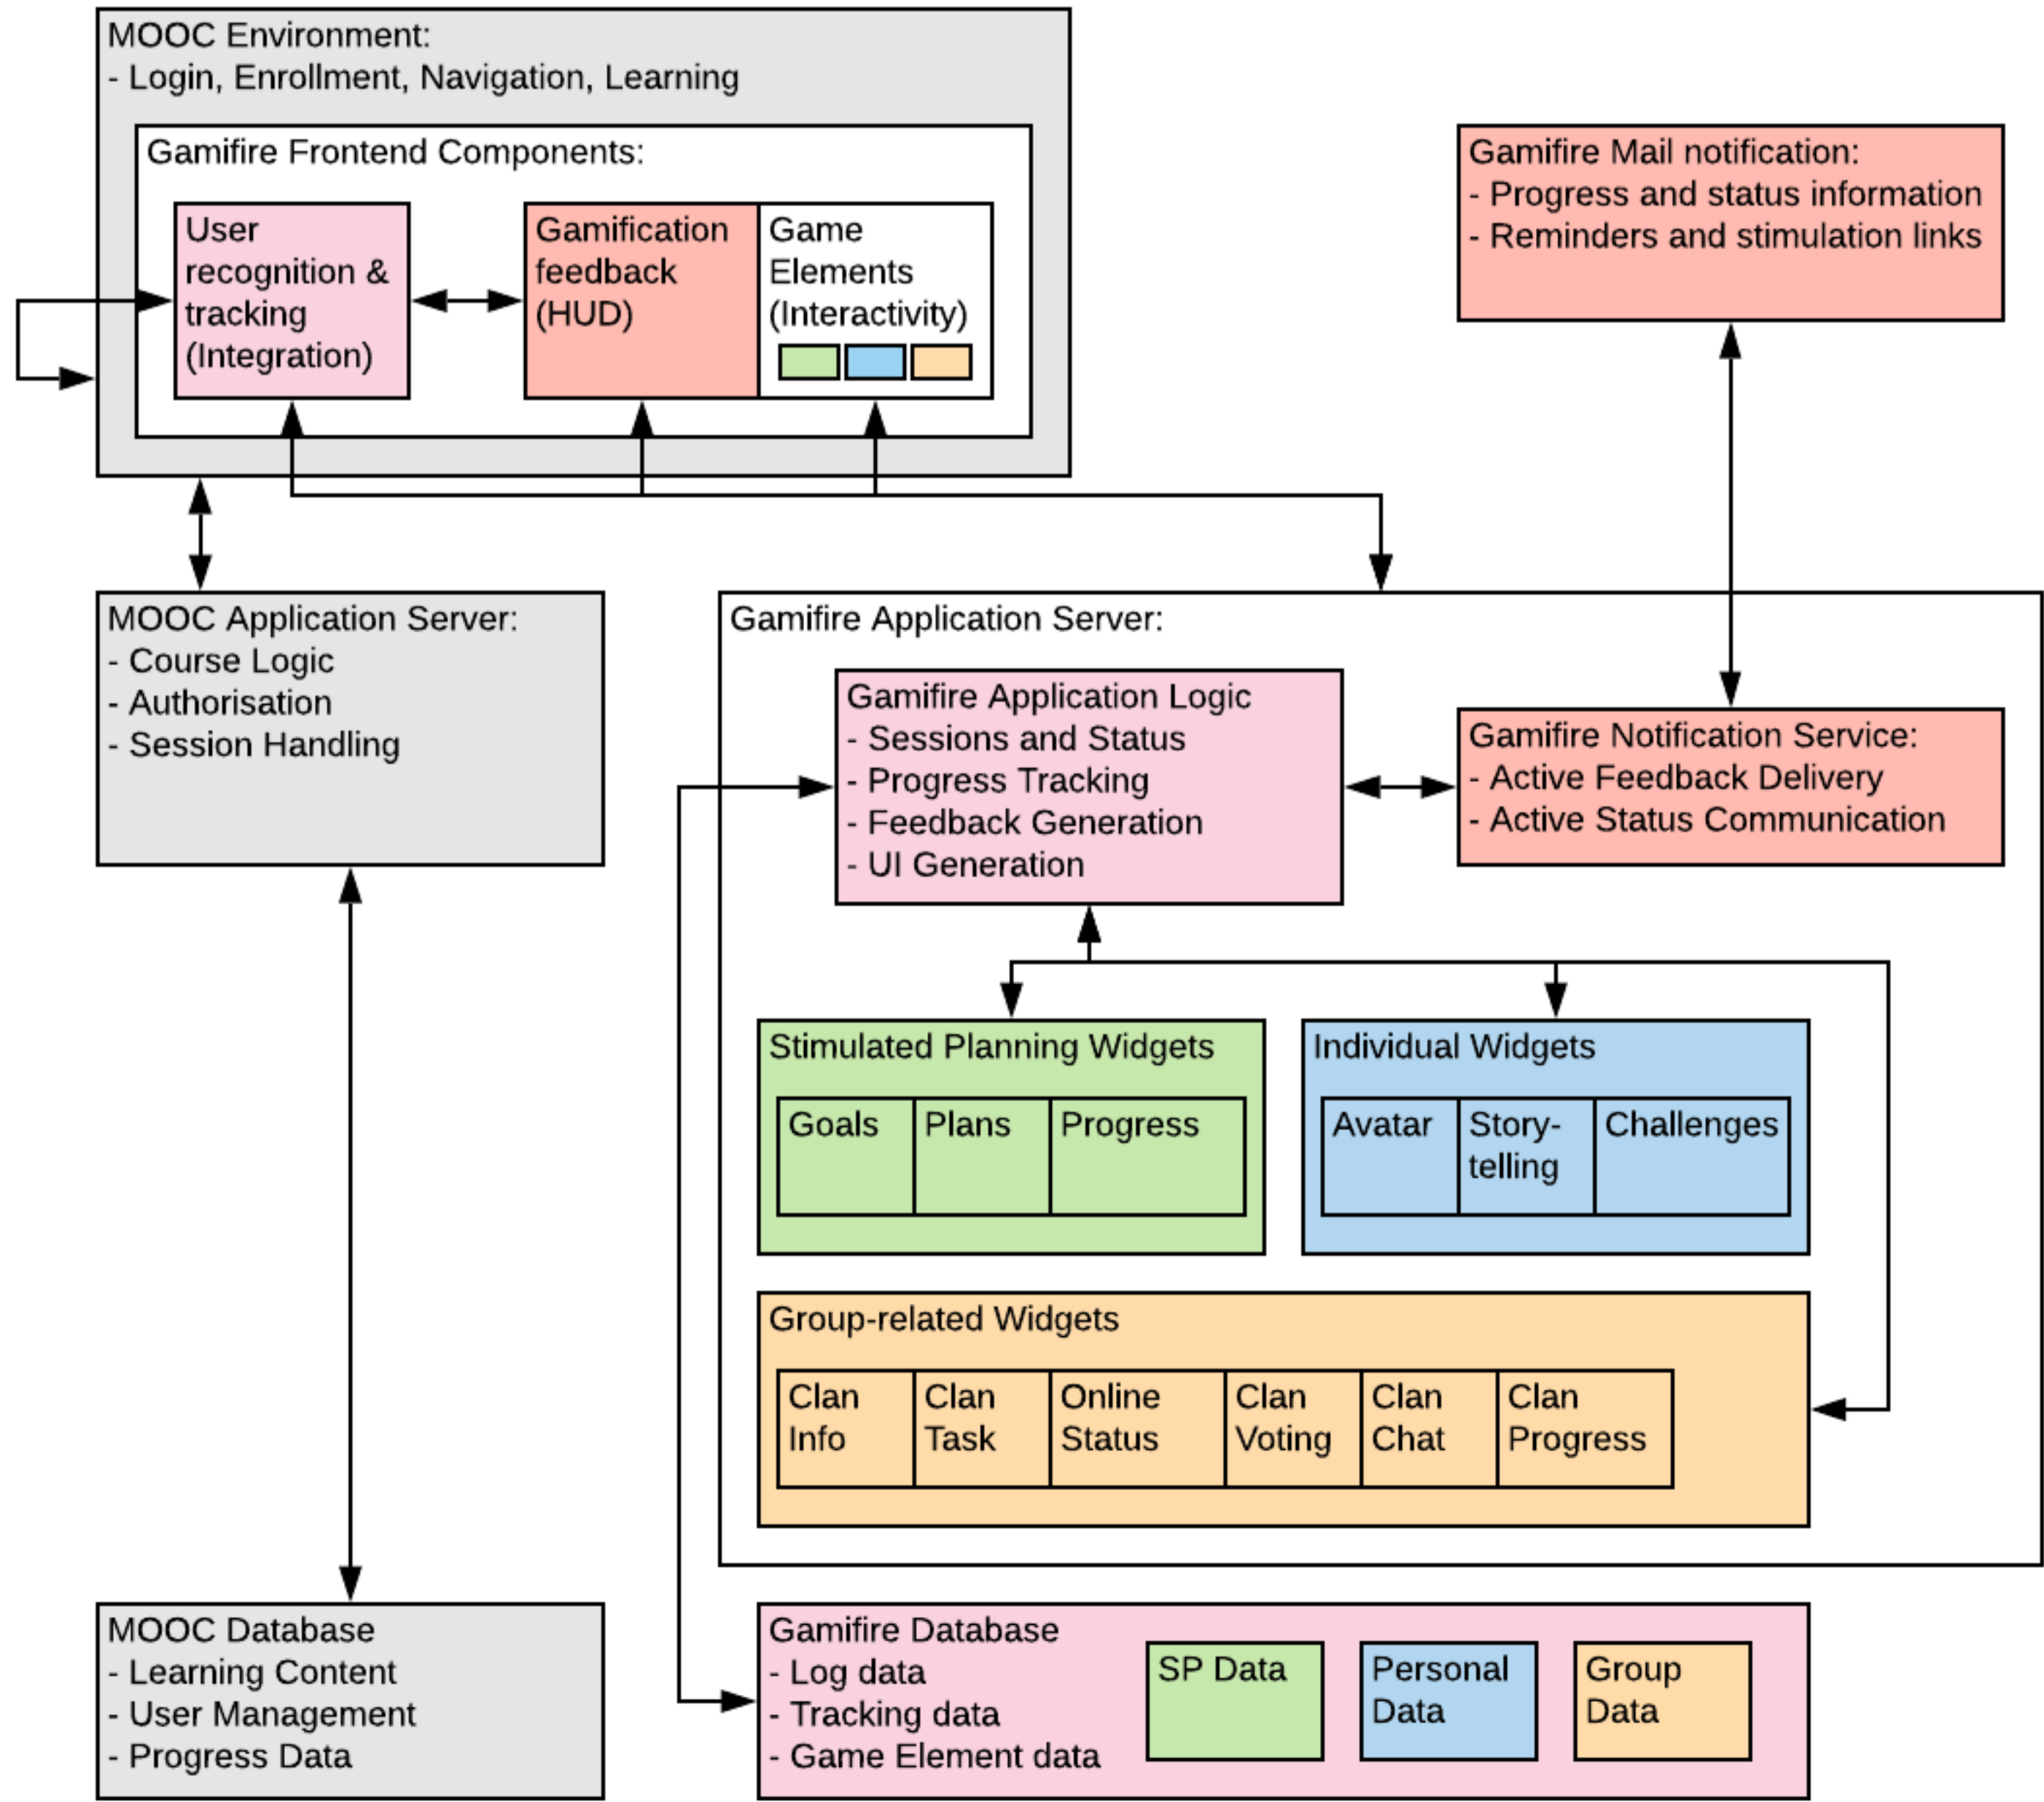 MOOC Environment:
- Login, Enrollment, Navigation, Learning
Gamifire Frontend Components:
User
recognition &
tracking
(Integration)
Gamification
feedback
(HUD)
Game
Elements
(Interactivity)
Gamifire Mail notification:
- Progress and status information
- Reminders and stimulation links
MOOC Application Server:
- Course Logic
- Authorisation
- Session Handling
Gamifire Application Server:
Gamifire Application Logic
- Sessions and Status
- Progress Tracking
- Feedback Generation
- UI Generation
Gamifire Notification Service:
- Active Feedback Delivery
- Active Status Communication
Stimulated Planning Widgets
Goals
Plans
Progress
Individual Widgets
Avatar
Story-
telling
Challenges
Group-related Widgets
Clan
Info
Clan
Task
Online
Status
Clan
Voting
Clan
Chat
Clan
Progress
MOOC Database
- Learning Content
- User Management
- Progress Data
Gamifire Database
- Log data
- Tracking data
- Game Element data
SP Data
Personal
Data
Group
Data